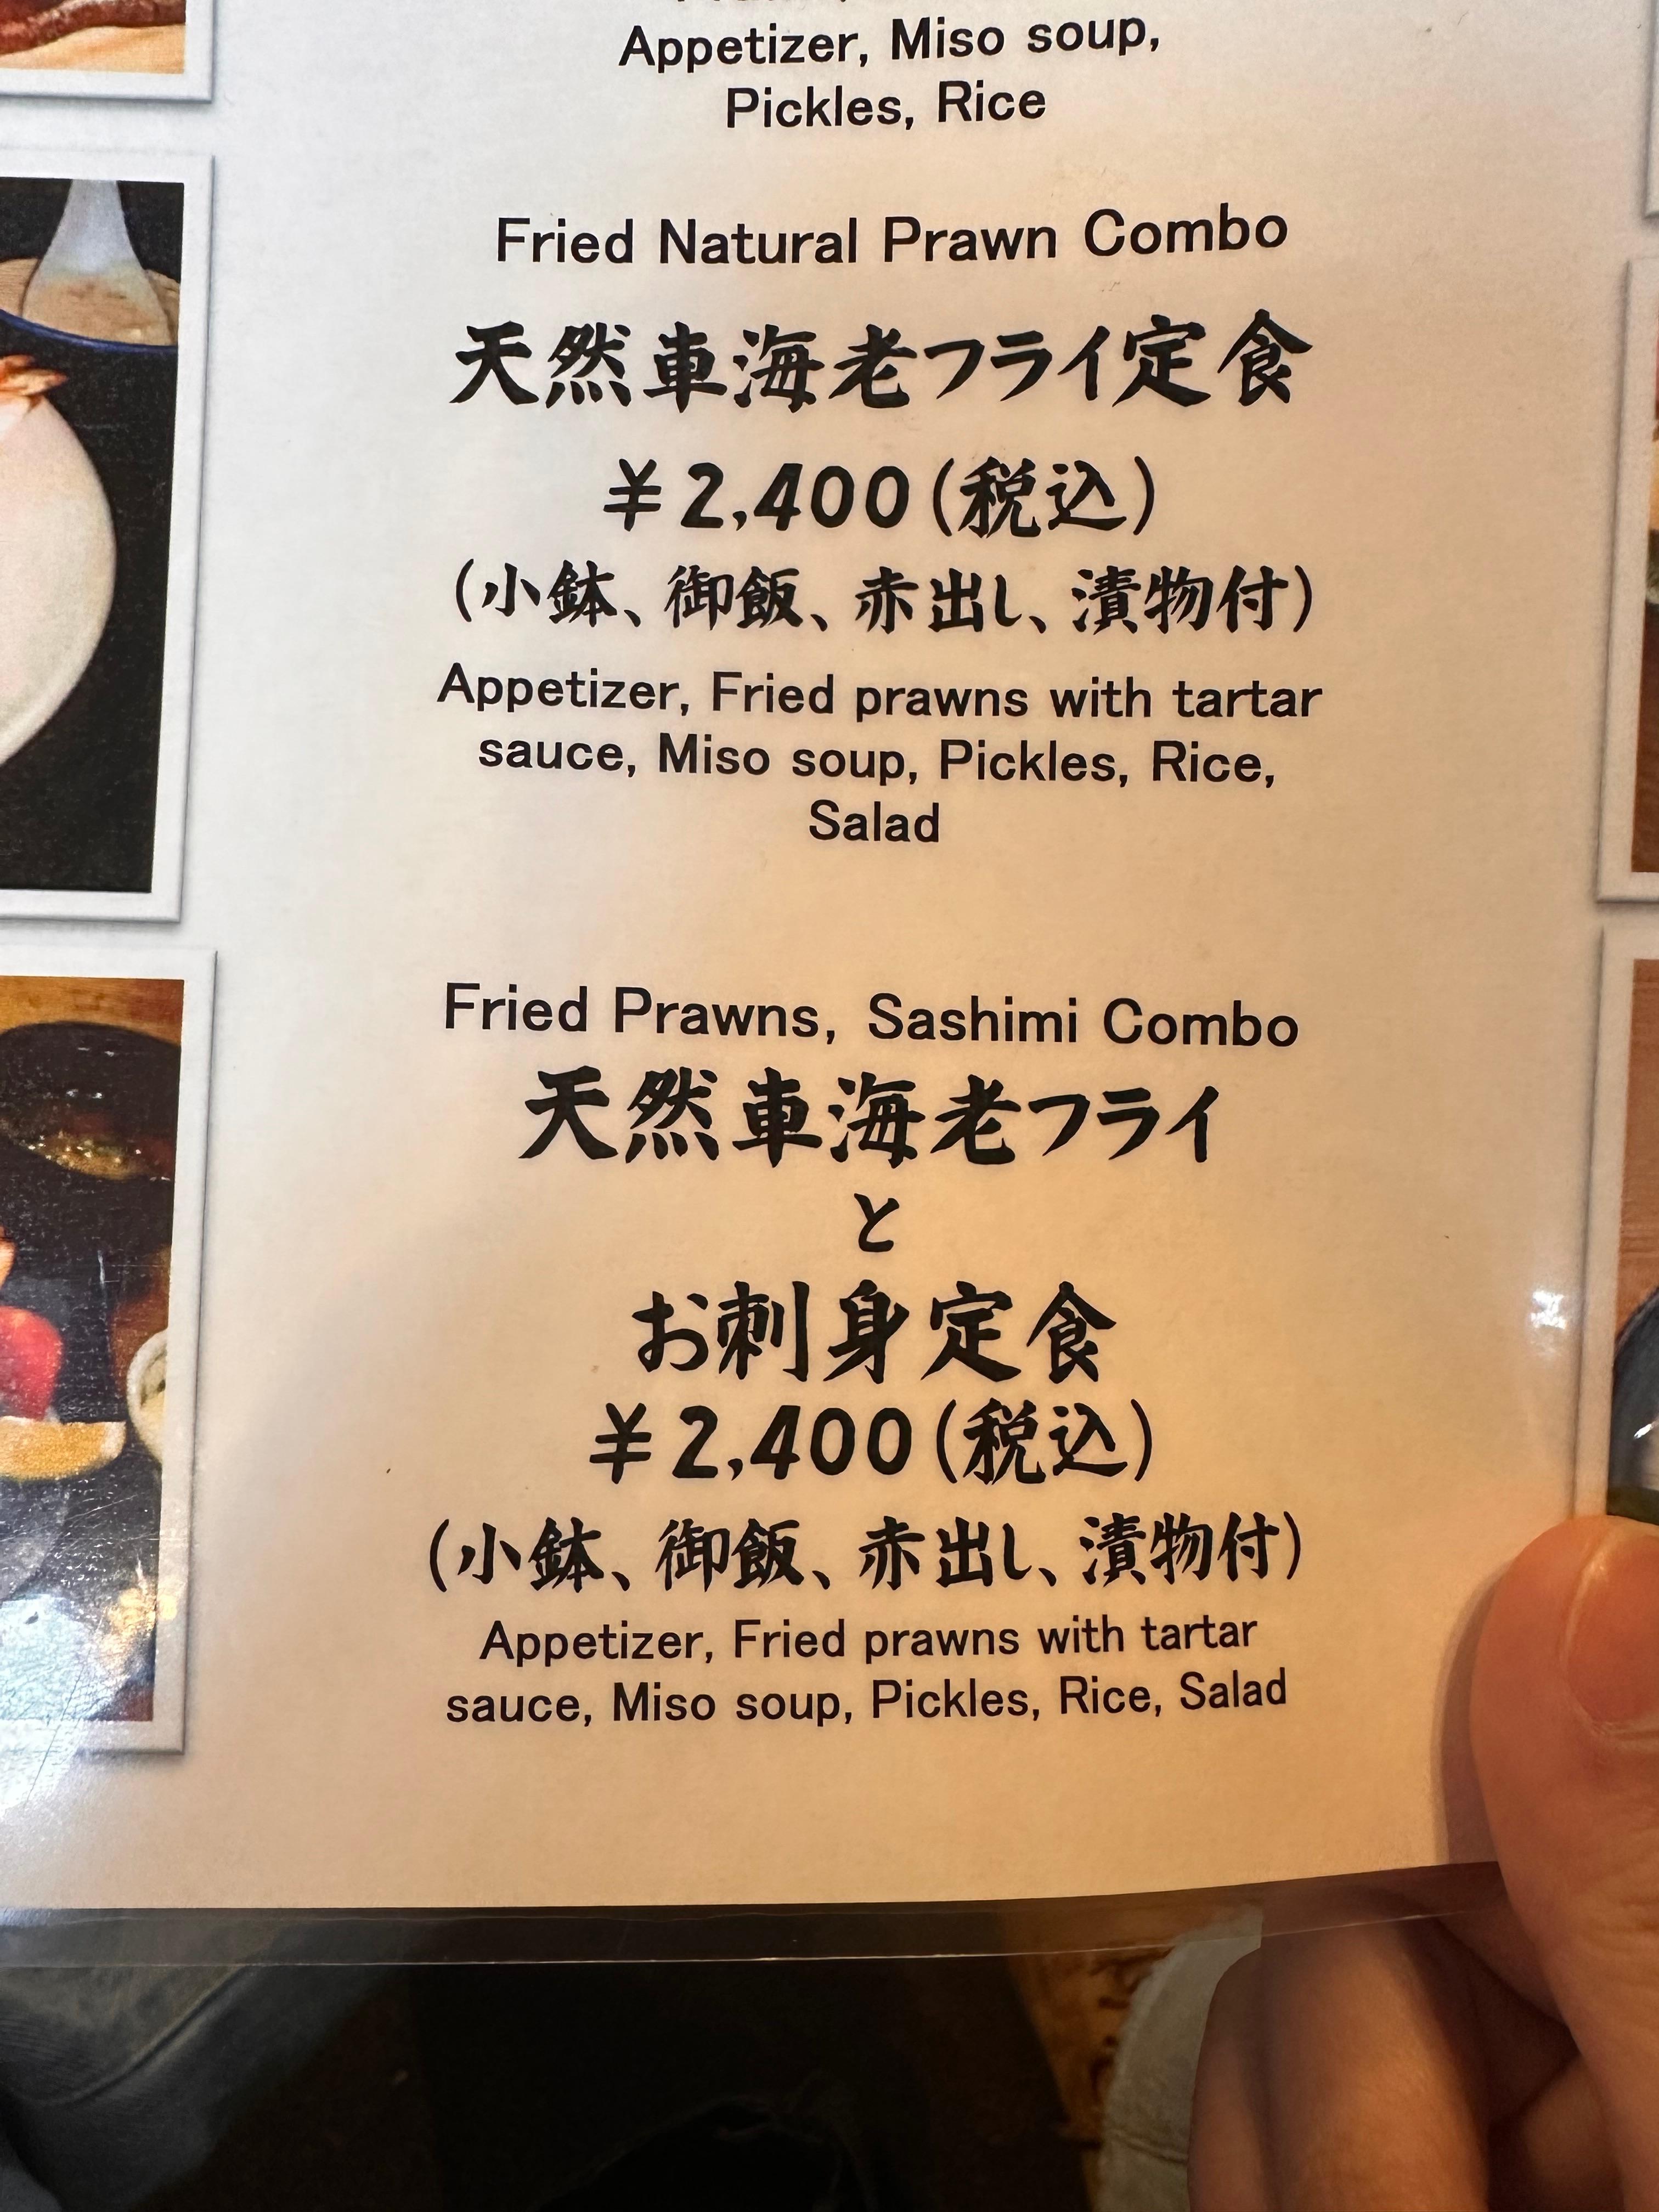 Appetizer, Miso soup,
Pickles, Rice
Fried Natural Prawn Combo
天然車海老フライ定食
¥2,400(税込)
(小鉢、御飯、赤出し、漬物付)
Appetizer, Fried prawns with tartar
sauce, Miso soup, Pickles, Rice,
Salad
Fried Prawns, Sashimi Combo
天然車海老フライ
と
お刺身定食
¥2,400(税込)
(小鉢、御飯、赤出し、漬物付)
Appetizer, Fried prawns with tartar
sauce, Miso soup, Pickles, Rice, Salad